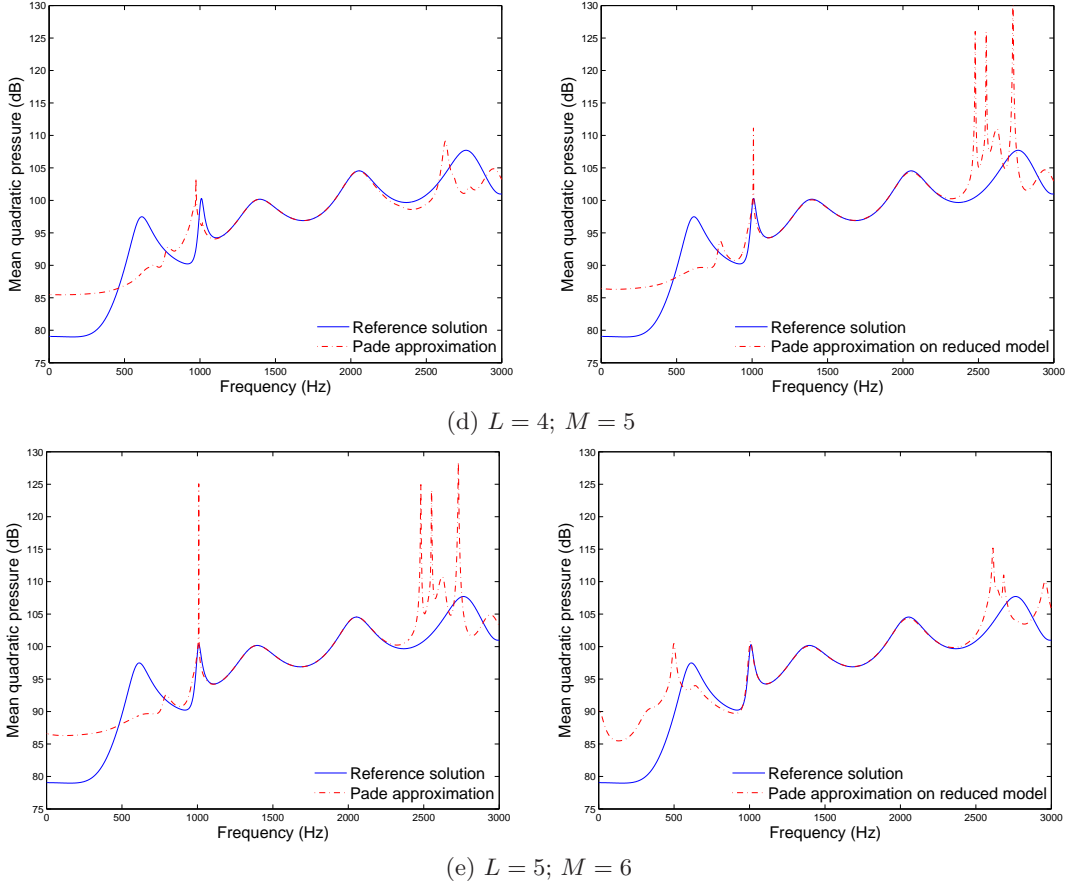 130
125
120
115
110
105
100
95
90
85
80
75
Mean quadratic pressure (dB)
Reference solution
Pade approximation
0 500 1000 1500 2000 2500 3000
Frequency (Hz)
130
125
120
115
110
105
100
95
90
85
80
75
Mean quadratic pressure (dB)
Reference solution
Pade approximation on reduced model
0 500 1000 1500 2000 2500 3000
Frequency (Hz)
(d) L = 4; M = 5
130
125
120
115
110
105
100
95
90
85
80
75
Mean quadratic pressure (dB)
Reference solution
Pade approximation
0 500 1000 1500 2000 2500 3000
Frequency (Hz)
130
125
120
115
110
105
100
95
90
85
80
75
Mean quadratic pressure (dB)
Reference solution
Pade approximation on reduced model
0 500 1000 1500 2000 2500 3000
Frequency (Hz)
(e) L = 5; M = 6